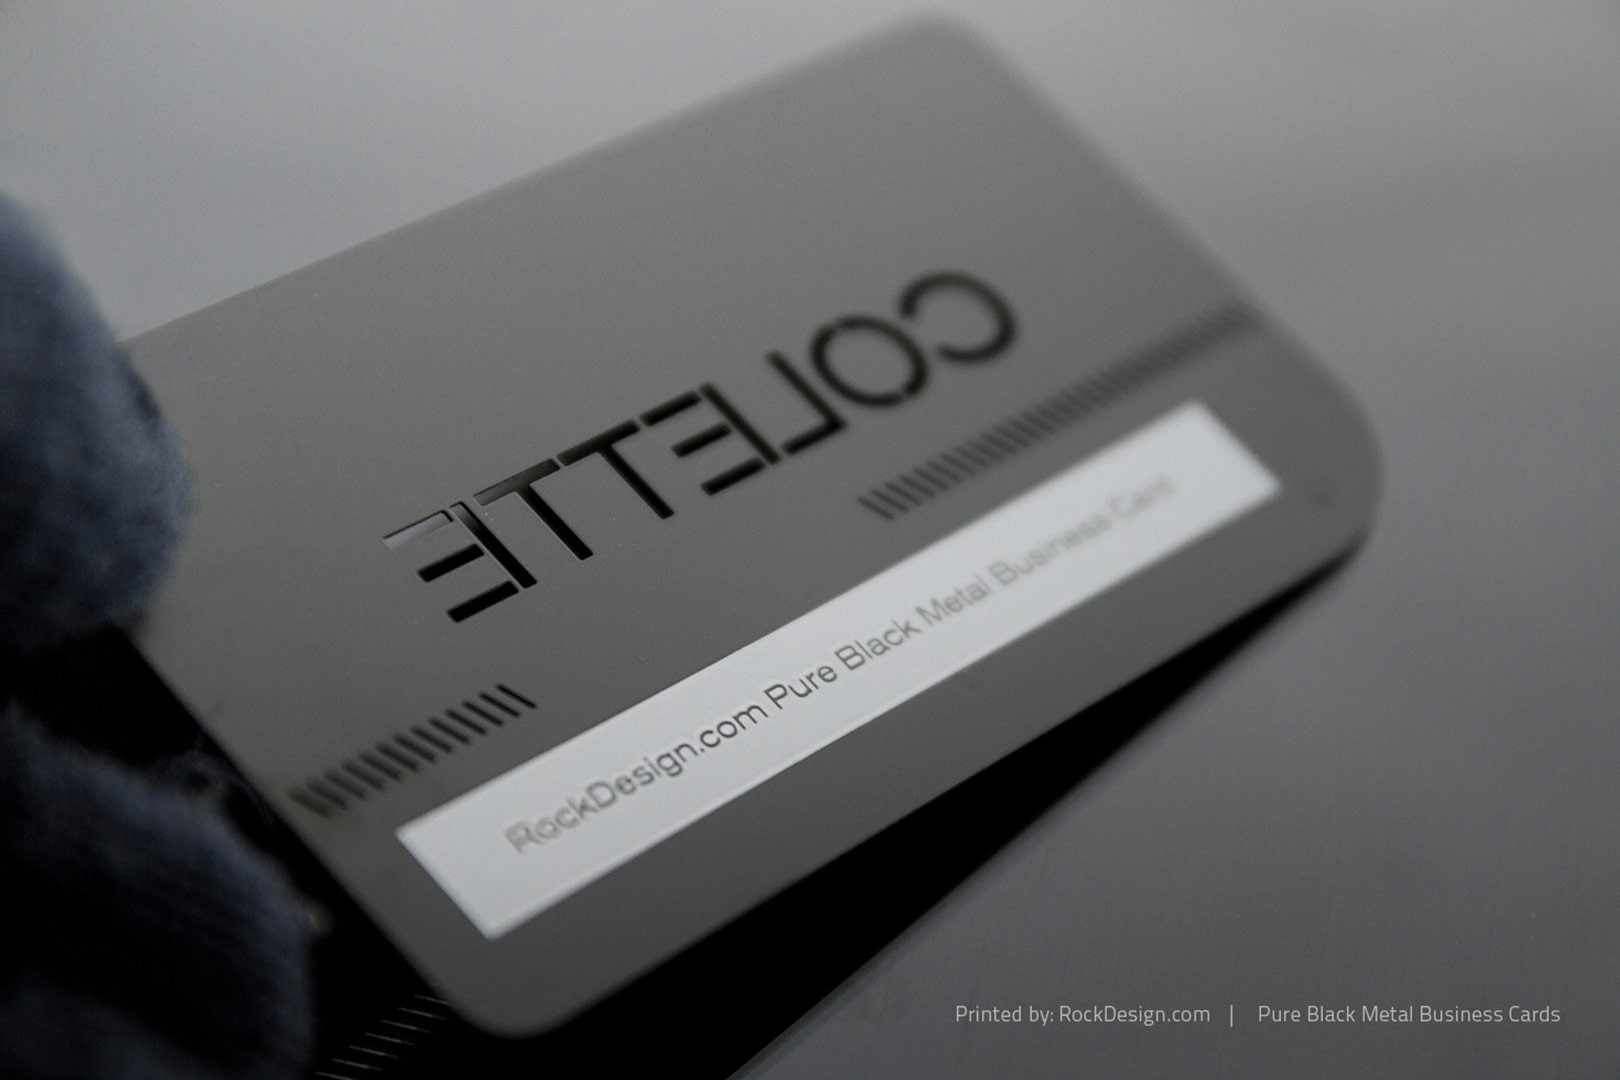 COLETTE
RockDesign.com Pure Black Metal Business Card
Printed by: RockDesign.com | Pure Black Metal Business Cards